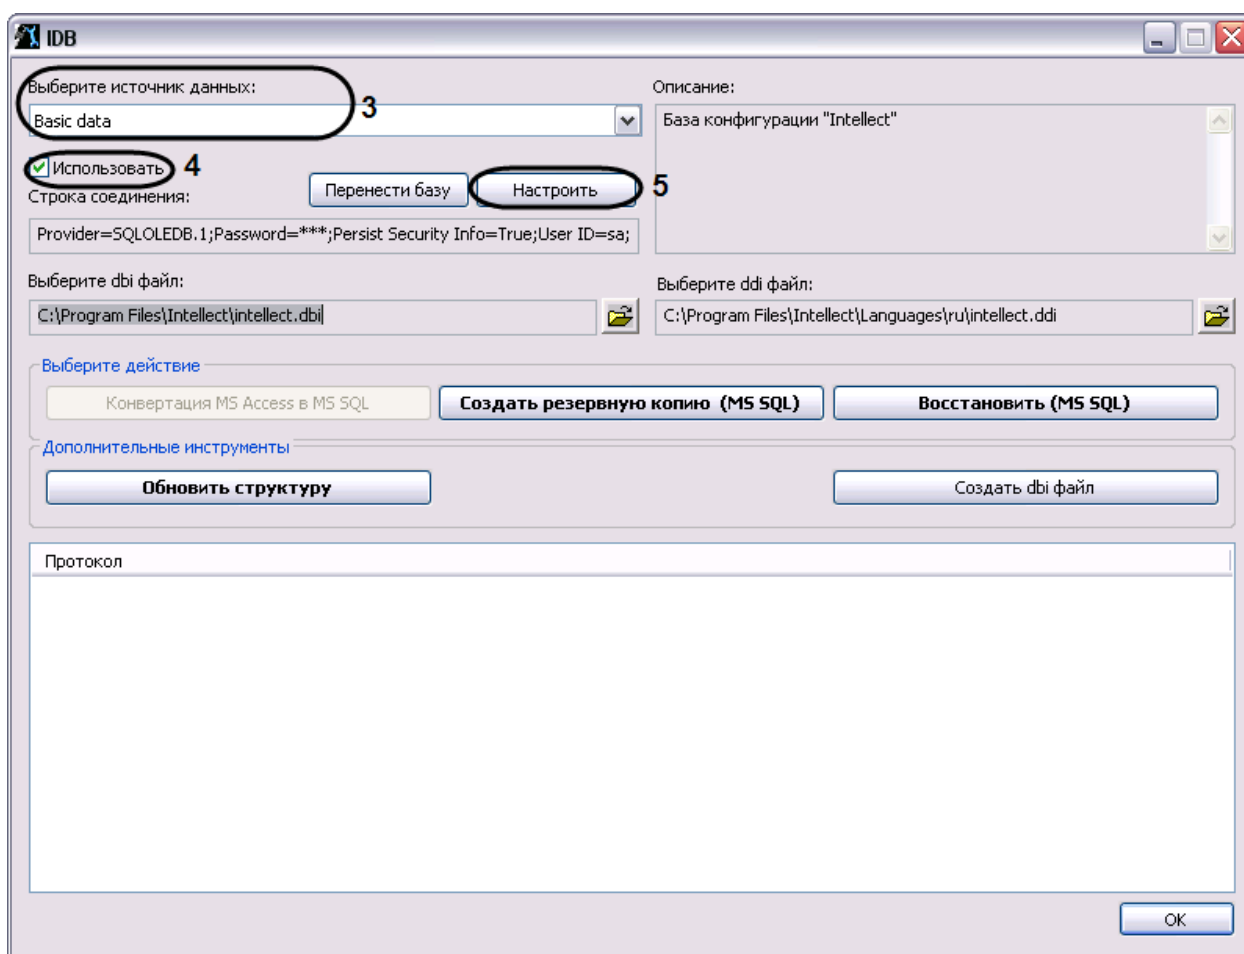 IDB
Выберите источник данных:
3
Basic data
Использовать
4
Перенести базу
Настроить
5
Строка соединения:
Provider=SQLOLEDB.1;Password=***;Persist Security Info=True;User ID=sa;
Описание:
База конфигурации "Intellect"
Выберите dbi файл:
C:\Program Files\Intellect\intellect.dbi
Выберите ddi файл:
C:\Program Files\Intellect\Languages\ru\intellect.ddi
Выберите действие
Конвертация MS Access в MS SQL
Создать резервную копию (MS SQL)
Восстановить (MS SQL)
Дополнительные инструменты
Обновить структуру
Создать dbi файл
Протокол
OK